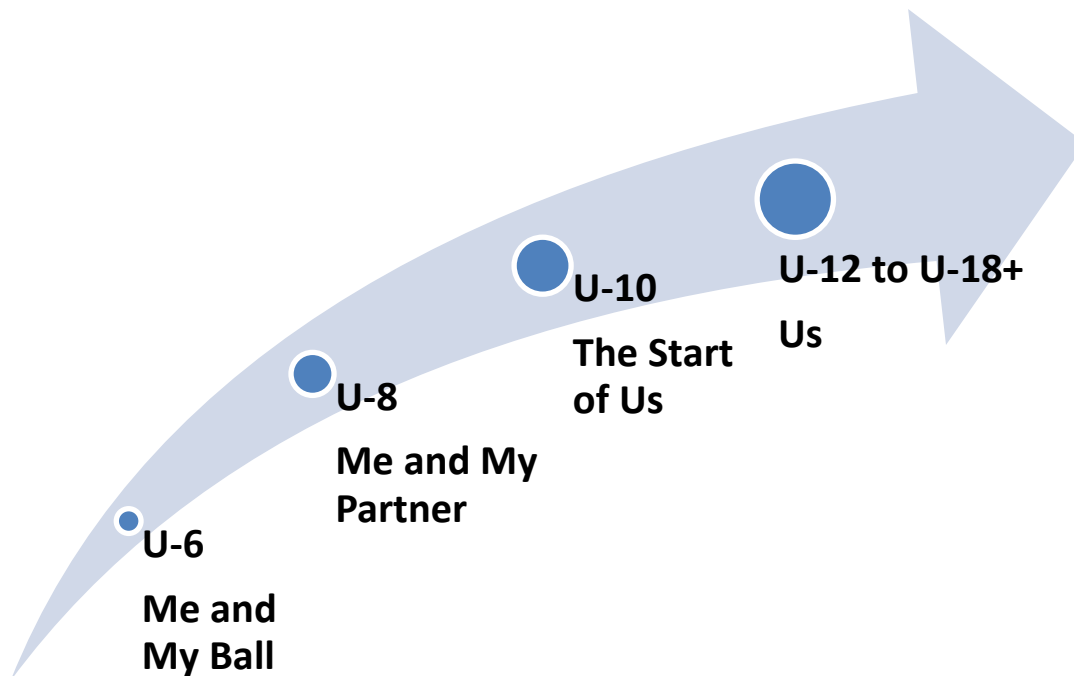 U-6
Me and
My Ball
U-8
Me and My
Partner
U-10
The Start
of Us
U-12 to U-18+
Us